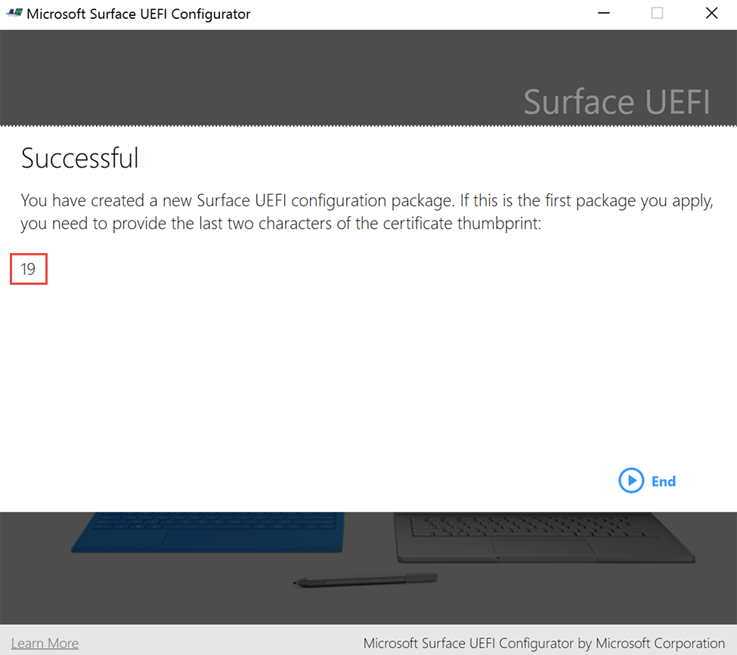 Microsoft Surface UEFI Configurator
Surface UEFI
Successful
You have created a new Surface UEFI configuration package. If this is the first package you apply,
you need to provide the last two characters of the certificate thumbprint:
19
End
Learn More
Microsoft Surface UEFI Configurator by Microsoft Corporation